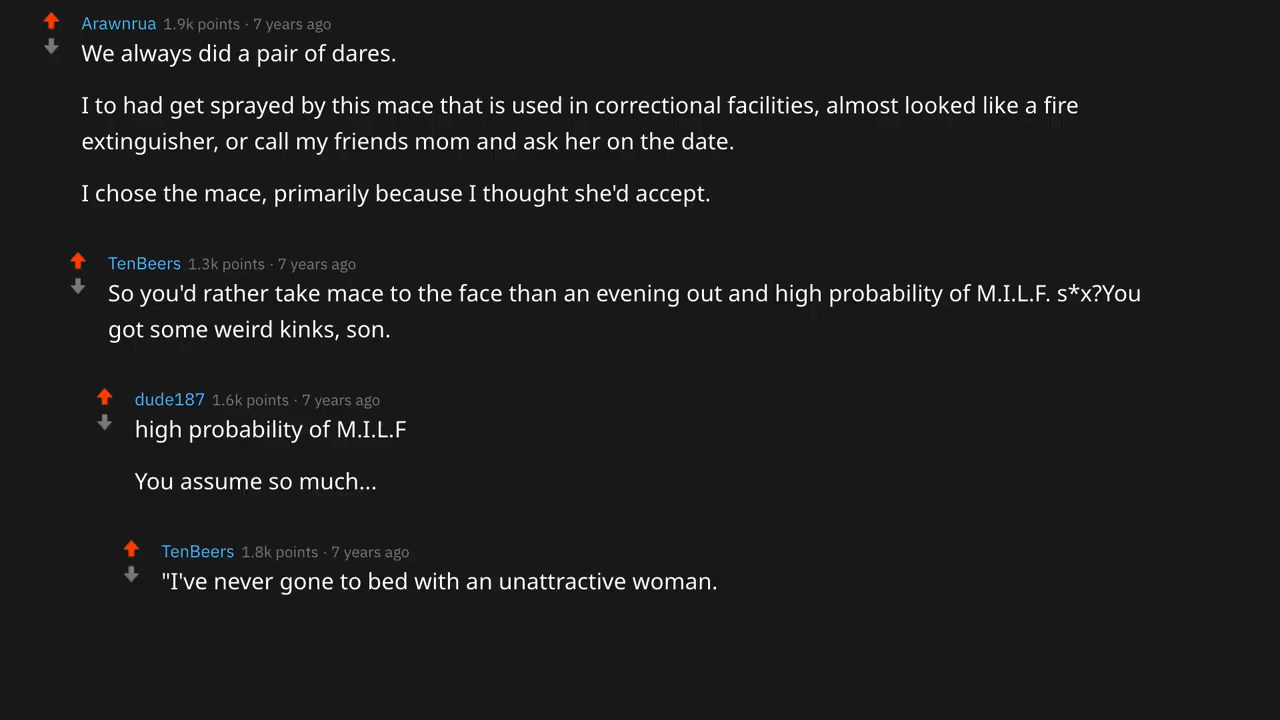 Arawnrua 1.9k points · 7 years ago
We always did a pair of dares.
I to had get sprayed by this mace that is used in correctional facilities, almost looked like a fire
extinguisher, or call my friends mom and ask her on the date.
I chose the mace, primarily because I thought she'd accept.
TenBeers 1.3k points · 7 years ago
So you'd rather take mace to the face than an evening out and high probability of M.I.L.F. s*x?You
got some weird kinks, son.
dude187 1.6k points · 7 years ago
high probability of M.I.L.F
You assume so much...
TenBeers 1.8k points · 7 years ago
"I've never gone to bed with an unattractive woman.